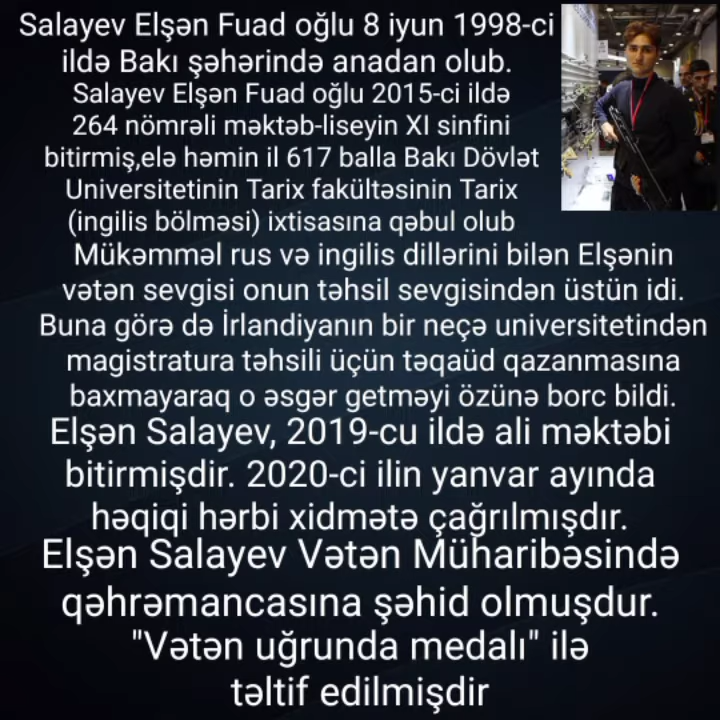 Salayev Elşən Fuad oğlu 8 iyun 1998-ci
ildə Bakı şəhərində anadan olub.
Salayev Elşən Fuad oğlu 2015-ci ildə
264 nömrəli məktəb-liseyin XI sinfini
bitirmiş,elə həmin il 617 balla Bakı Dövlət
Universitetinin Tarix fakültəsinin Tarix
(ingilis bölməsi) ixtisasına qəbul olub
Mükəmməl rus və ingilis dillərini bilən Elşənin
vətən sevgisi onun təhsil sevgisindən üstün idi.
Buna görə də İrlandiyanın bir neçə universitetindən
magistratura təhsili üçün təqaüd qazanmasına
baxmayaraq o əsgər getməyi özünə borc bildi.
Elşən Salayev, 2019-cu ildə ali məktəbi
bitirmişdir. 2020-ci ilin yanvar ayında
həqiqi hərbi xidmətə çağrılmışdır.
Elşən Salayev Vətən Müharibəsində
qəhrəmancasına şəhid olmuşdur.
"Vətən uğrunda medalı" ilə
təltif edilmişdir